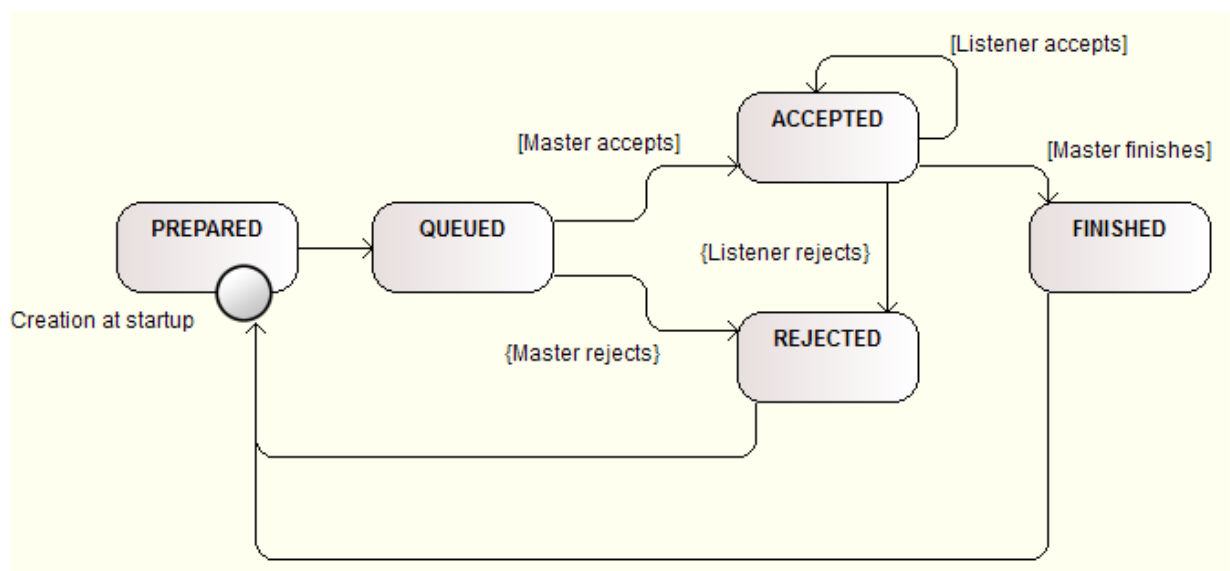 [Listener accepts]
ACCEPTED
[Master accepts]
[Master finishes]
PREPARED
QUEUED
FINISHED
{Listener rejects}
Creation at startup
REJECTED
{Master rejects}